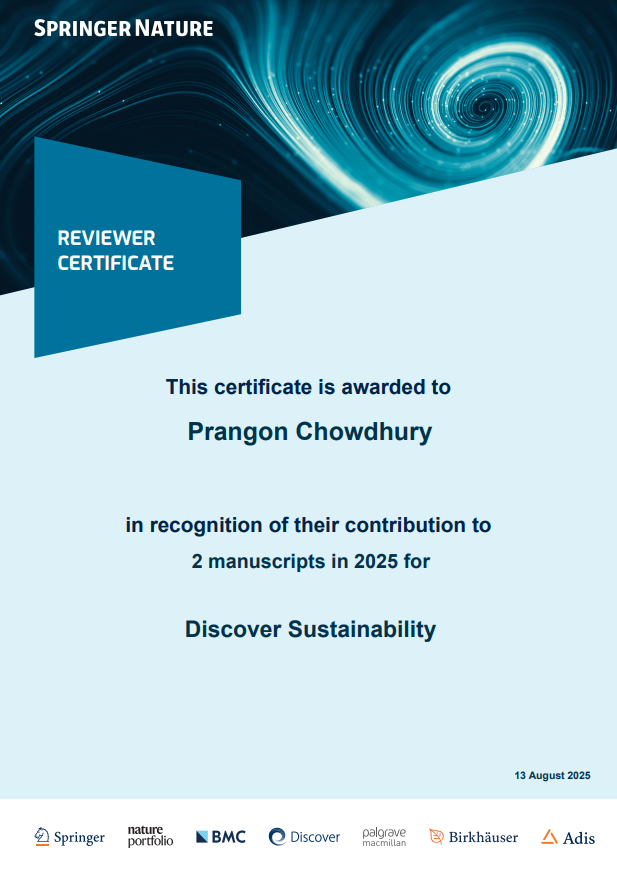 SPRINGER NATURE
REVIEWER
CERTIFICATE
This certificate is awarded to
Prangon Chowdhury
in recognition of their contribution to
2 manuscripts in 2025 for
Discover Sustainability
13 August 2025
Springer nature portfolio BMC Discover palgrave macmillan Birkhäuser Adis